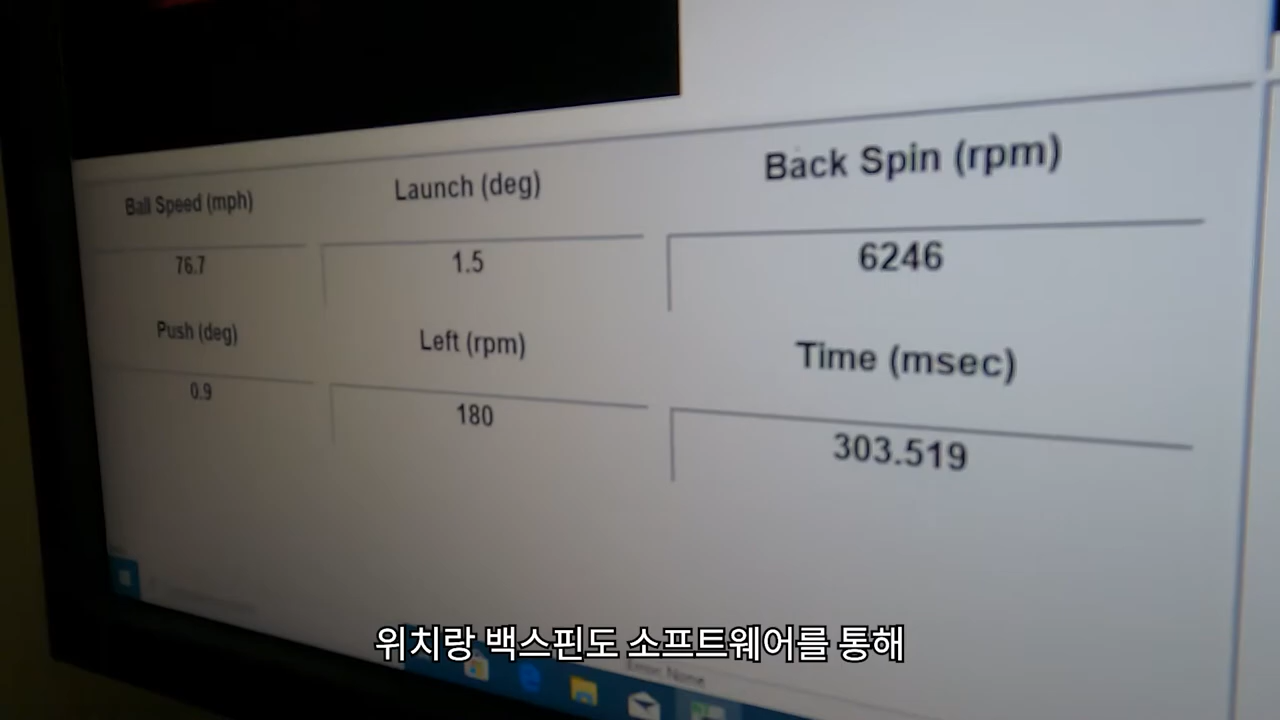 Ball Speed (mph)
Launch (deg)
Back Spin (rpm)
76.7
1.5
6246
Push (deg)
Left (rpm)
Time (msec)
0.9
180
303.519
위치랑 백스핀도 소프트웨어를 통해
Error: None